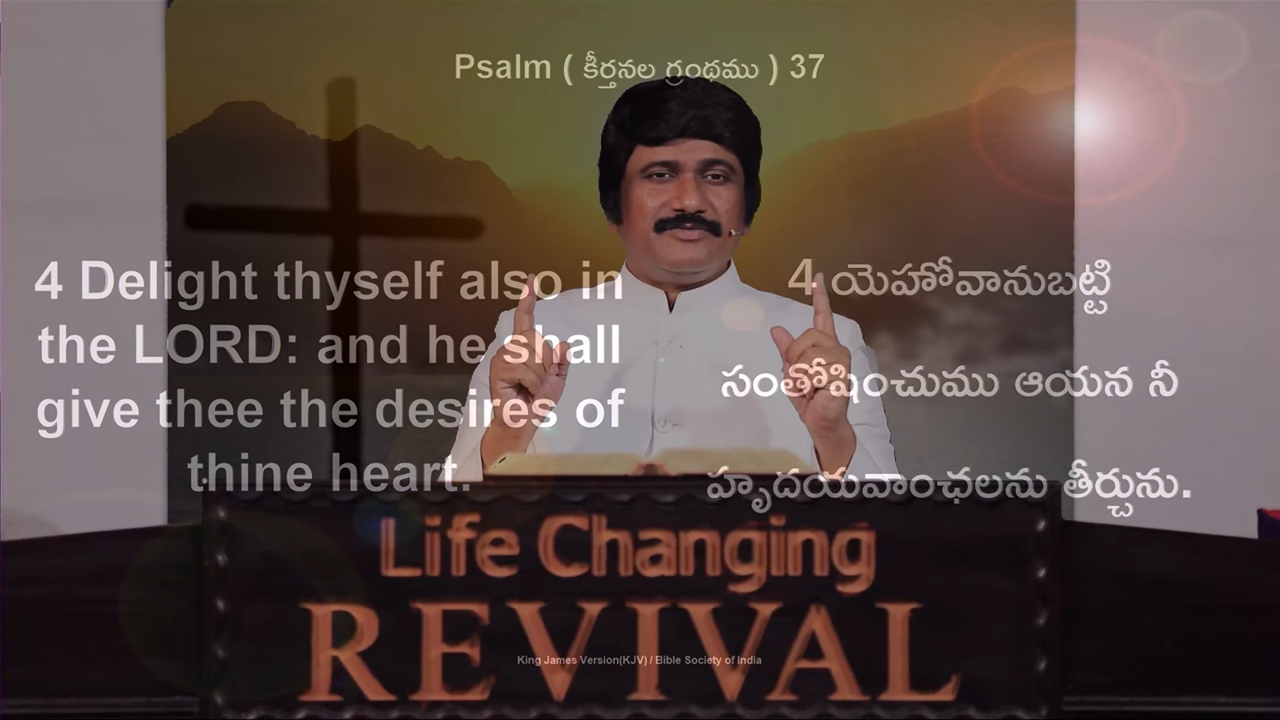 Psalm ( కీర్తనల గ్రంథము ) 37
4 Delight thyself also in
the LORD: and he shall
give thee the desires of
thine heart.
4 యెహోవానుబట్టి
సంతోషించుము ఆయన నీ
హృదయవాంఛలను తీర్చును.
Life Changing
REVIVAL
King James Version(KJV) / Bible Society of India